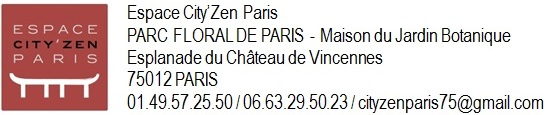 ESPACE
CITY'ZEN
PARIS
Espace City'Zen Paris
PARC FLORAL DE PARIS - Maison du Jardin Botanique
Esplanade du Château de Vincennes
75012 PARIS
01.49.57.25.50 / 06.63.29.50.23 / cityzenparis75@gmail.com